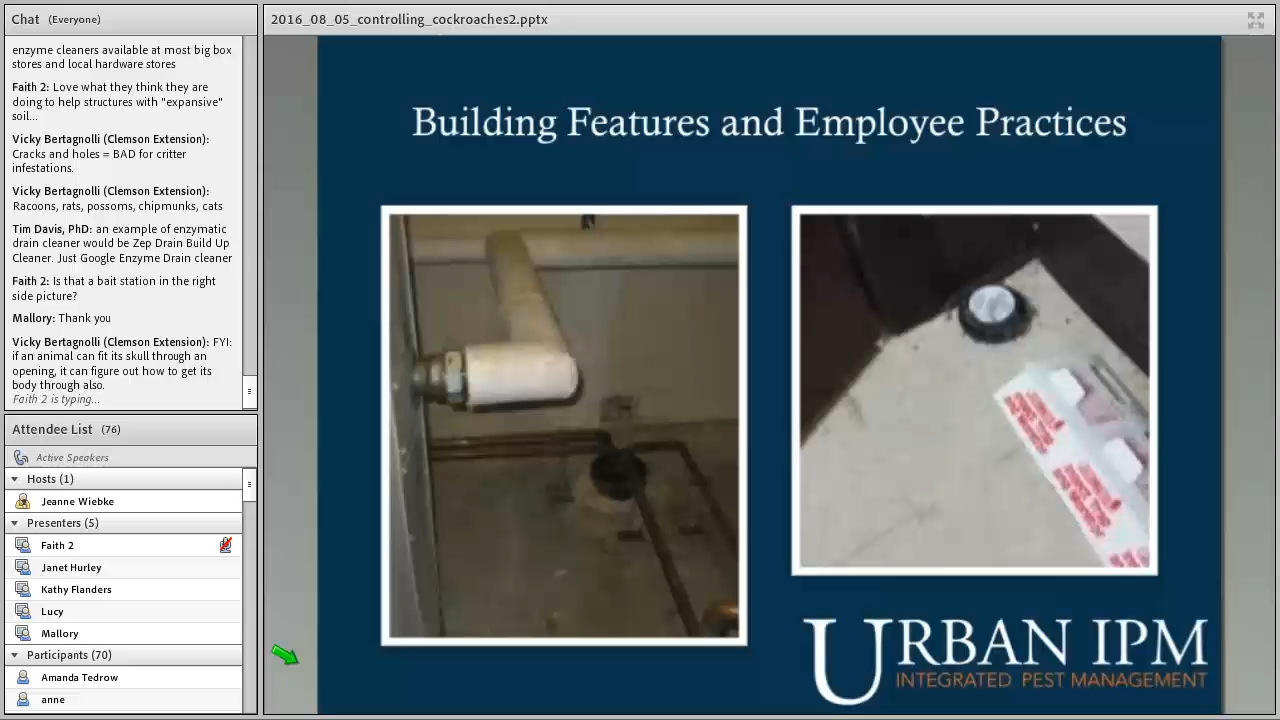 Chat (Everyone)
enzyme cleaners available at most big box
stores and local hardware stores
Faith 2: Love what they think they are
doing to help structures with "expansive"
soil...
Vicky Bertagnolli (Clemson Extension):
Cracks and holes = BAD for critter
infestations.
Vicky Bertagnolli (Clemson Extension):
Racoons, rats, possoms, chipmunks, cats
Tim Davis, PhD: an example of enzymatic
drain cleaner would be Zep Drain Build Up
Cleaner. Just Google Enzyme Drain cleaner
Faith 2: Is that a bait station in the right
side picture?
Mallory: Thank you
Vicky Bertagnolli (Clemson Extension): FYI:
if an animal can fit its skull through an
opening, it can figure out how to get its
body through also.
Faith 2 is typing...
Attendee List (76)
Active Speakers
Hosts (1)
Jeanne Wiebke
Presenters (5)
Faith 2
Janet Hurley
Kathy Flanders
Lucy
Mallory
Participants (70)
Amanda Tedrow
anne
2016_08_05_controlling_cockroaches2.pptx
Building Features and Employee Practices
URBAN IPM
INTEGRATED PEST MANAGEMENT